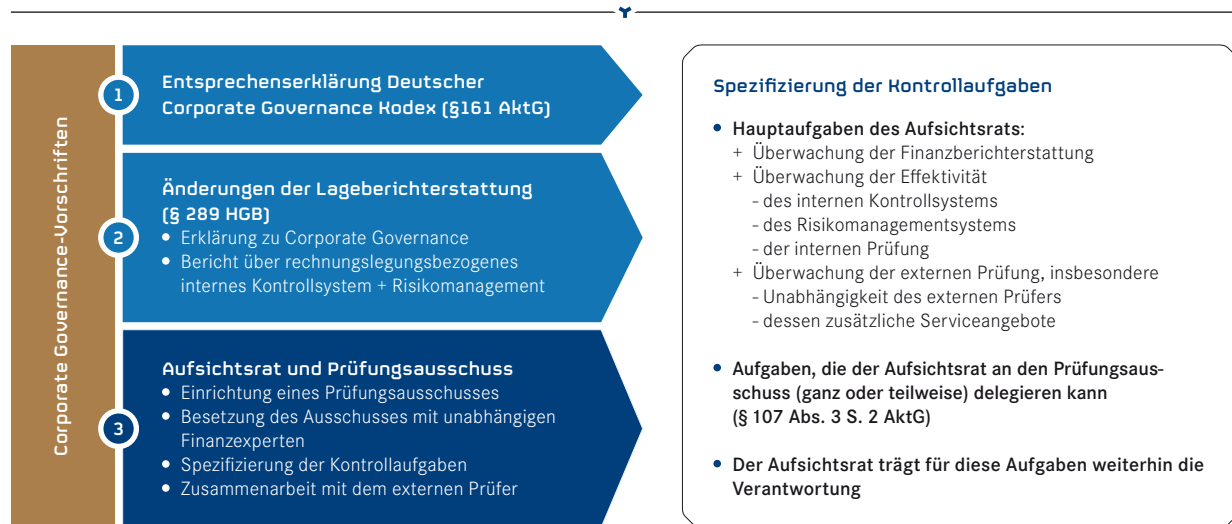 Corporate Governance-Vorschriften
1
Entsprechenserklärung Deutscher
Corporate Governance Kodex (§161 AktG)
2
Änderungen der Lageberichterstattung
(§ 289 HGB)
• Erklärung zu Corporate Governance
• Bericht über rechnungslegungsbezogenes
internes Kontrollsystem + Risikomanagement
3
Aufsichtsrat und Prüfungsausschuss
• Einrichtung eines Prüfungsausschusses
• Besetzung des Ausschusses mit unabhängigen
Finanzexperten
• Spezifizierung der Kontrollaufgaben
• Zusammenarbeit mit dem externen Prüfer
Spezifizierung der Kontrollaufgaben
• Hauptaufgaben des Aufsichtsrats:
+ Überwachung der Finanzberichterstattung
+ Überwachung der Effektivität
- des internen Kontrollsystems
- des Risikomanagementsystems
- der internen Prüfung
+ Überwachung der externen Prüfung, insbesondere
- Unabhängigkeit des externen Prüfers
- dessen zusätzliche Serviceangebote
• Aufgaben, die der Aufsichtsrat an den Prüfungsaus-
schuss (ganz oder teilweise) delegieren kann
(§ 107 Abs. 3 S. 2 AktG)
• Der Aufsichtsrat trägt für diese Aufgaben weiterhin die
Verantwortung